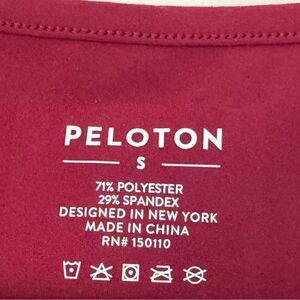 PELOTON
S
71% POLYESTER
29% SPANDEX
DESIGNED IN NEW YORK
MADE IN CHINA
RN# 150110